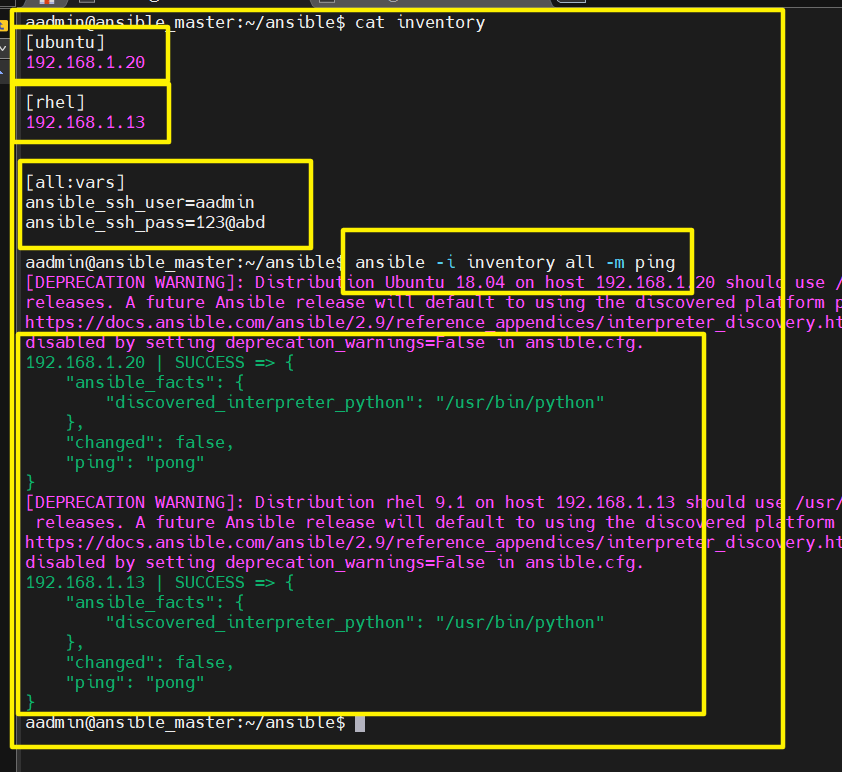 aadmin@ansible_master:~/ansible$ cat inventory
[ubuntu]
192.168.1.20
[rhel]
192.168.1.13
[all:vars]
ansible_ssh_user=aadmin
ansible_ssh_pass=123@abd
aadmin@ansible_master:~/ansible$ ansible -i inventory all -m ping
[DEPRECATION WARNING]: Distribution Ubuntu 18.04 on host 192.168.1.20 should use /
releases. A future Ansible release will default to using the discovered platform p
https://docs.ansible.com/ansible/2.9/reference_appendices/interpreter_discovery.ht
disabled by setting deprecation_warnings=False in ansible.cfg.
192.168.1.20 | SUCCESS => {
    "ansible_facts": {
        "discovered_interpreter_python": "/usr/bin/python"
    },
    "changed": false,
    "ping": "pong"
}
[DEPRECATION WARNING]: Distribution rhel 9.1 on host 192.168.1.13 should use /usr/
 releases. A future Ansible release will default to using the discovered platform
https://docs.ansible.com/ansible/2.9/reference_appendices/interpreter_discovery.ht
disabled by setting deprecation_warnings=False in ansible.cfg.
192.168.1.13 | SUCCESS => {
    "ansible_facts": {
        "discovered_interpreter_python": "/usr/bin/python"
    },
    "changed": false,
    "ping": "pong"
}
aadmin@ansible_master:~/ansible$